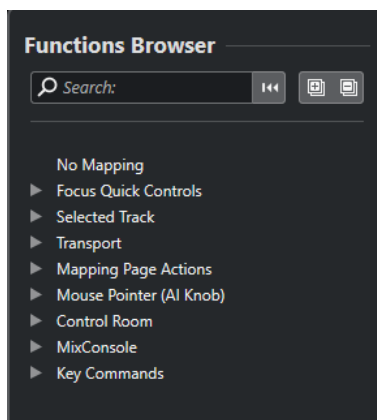 Functions Browser
Search:
No Mapping
Focus Quick Controls
Selected Track
Transport
Mapping Page Actions
Mouse Pointer (AI Knob)
Control Room
MixConsole
Key Commands